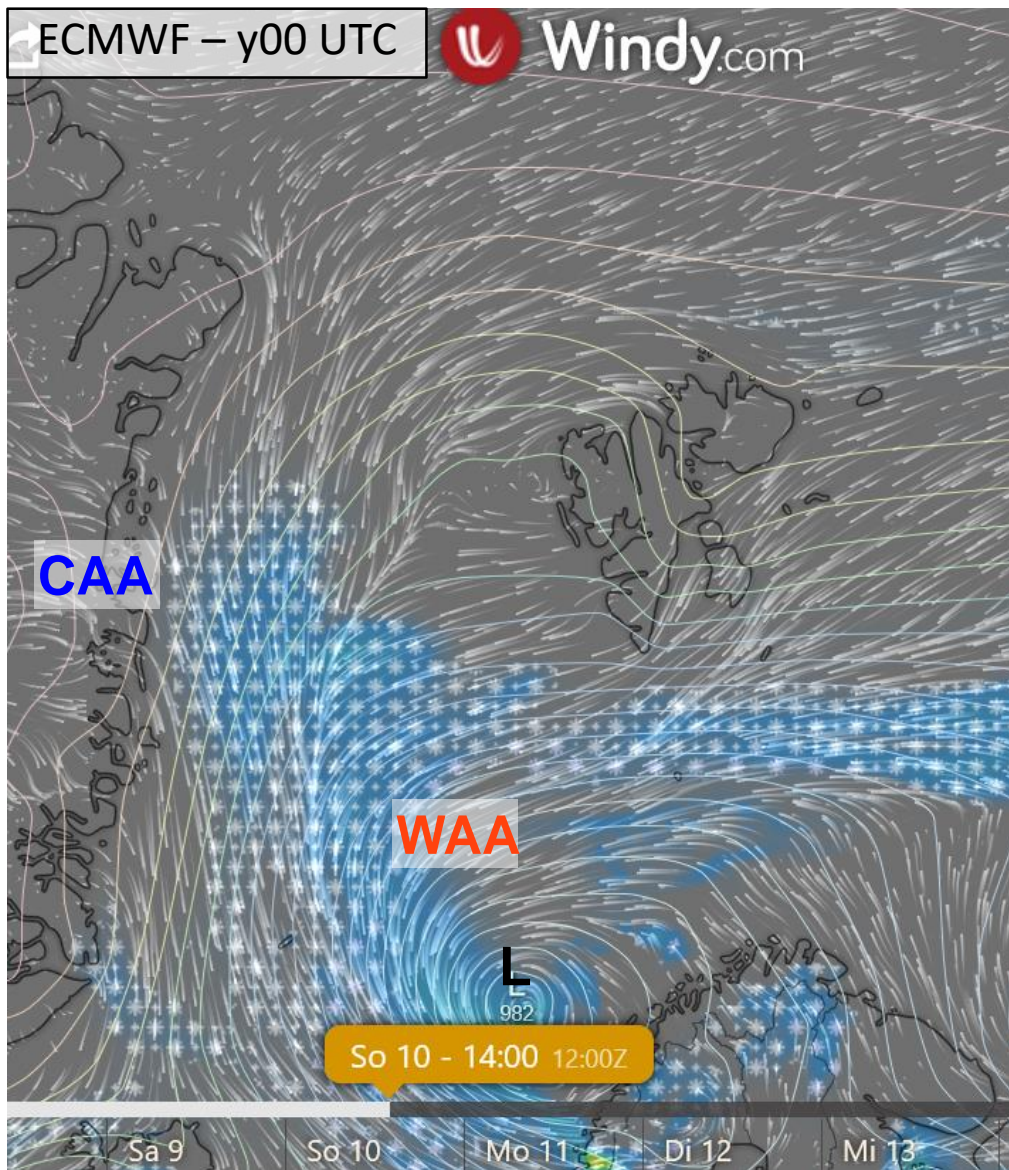 ECMWF – y00 UTC
Windy.com
CAA
WAA
L
L
982
So 10 - 14:00 12:00Z
Sa 9
So 10
Mo 11
Di 12
Mi 13